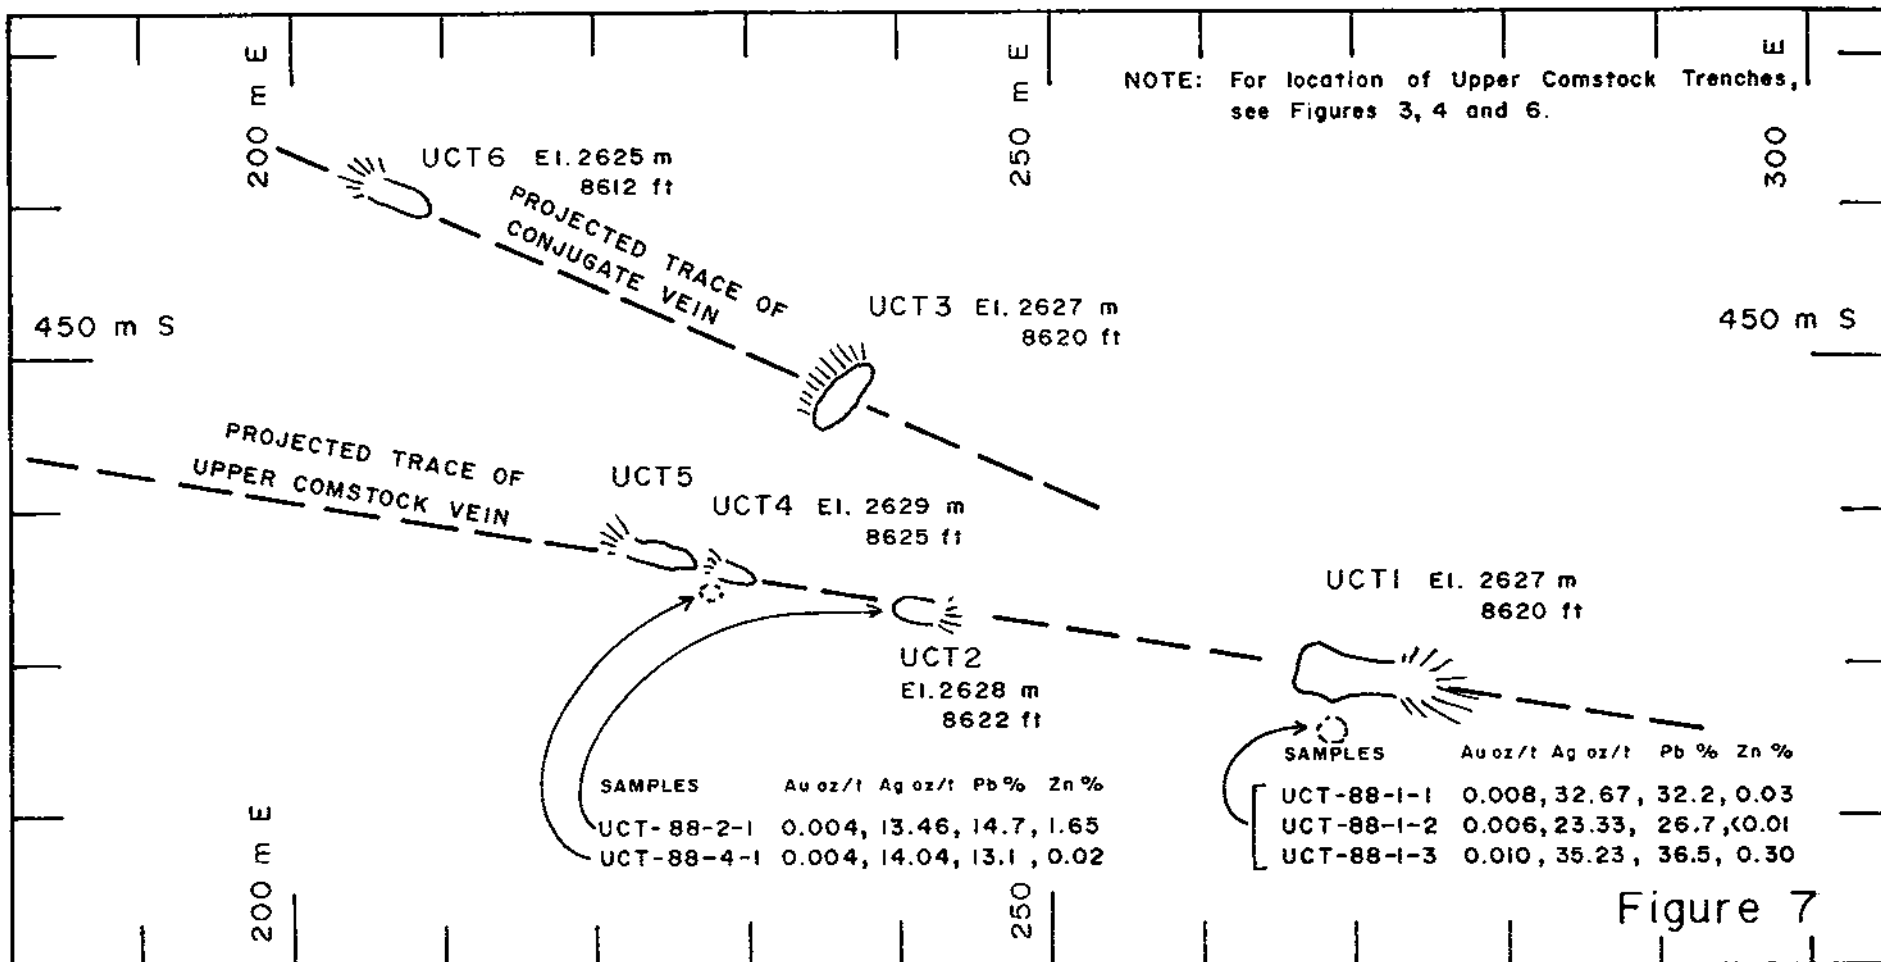 200 m E
250 m E
300 E
NOTE: For location of Upper Comstock Trenches,
see Figures 3, 4 and 6.
UCT6 El. 2625 m
8612 ft
PROJECTED TRACE OF
CONJUGATE VEIN
UCT3 El. 2627 m
8620 ft
450 m S
450 m S
PROJECTED TRACE OF
UPPER COMSTOCK VEIN
UCT5
UCT4 El. 2629 m
8625 ft
UCT1 El. 2627 m
8620 ft
UCT2
El. 2628 m
8622 ft
SAMPLES Au oz/t Ag oz/t Pb % Zn %
UCT-88-2-1 0.004, 13.46, 14.7, 1.65
UCT-88-4-1 0.004, 14.04, 13.1, 0.02
SAMPLES Au oz/t Ag oz/t Pb % Zn %
UCT-88-1-1 0.008, 32.67, 32.2, 0.03
UCT-88-1-2 0.006, 23.33, 26.7, <0.01
UCT-88-1-3 0.010, 35.23, 36.5, 0.30
200 m E
250
Figure 7